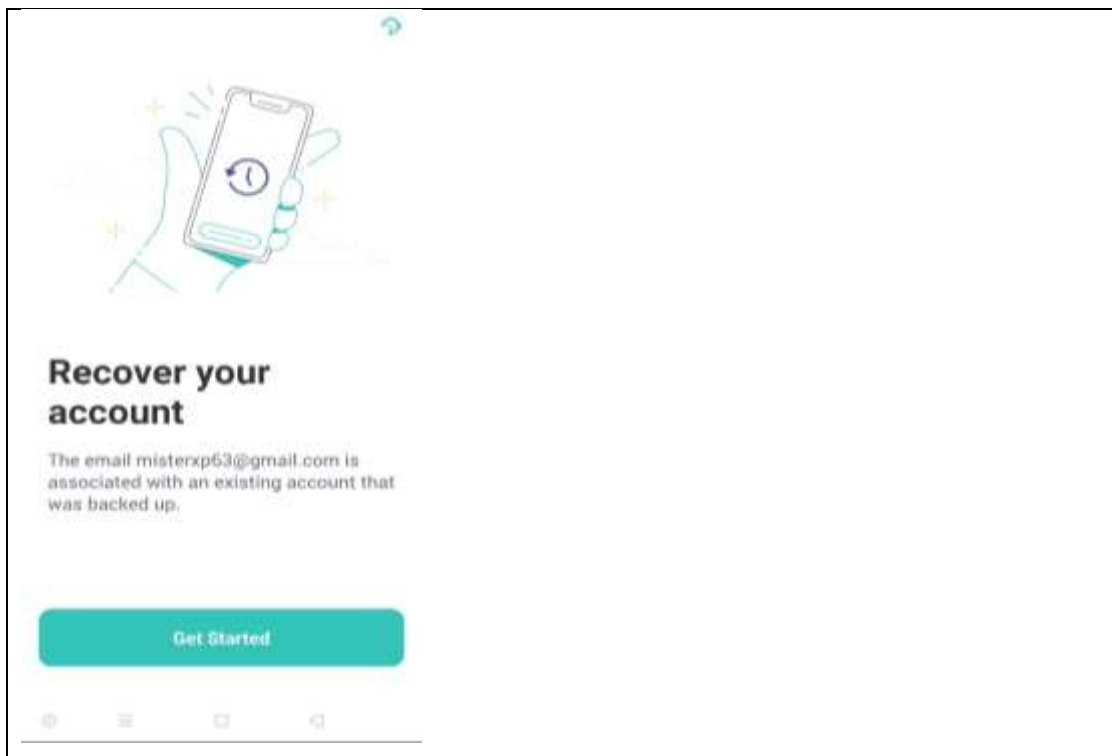 Recover your
account
The email misterxp63@gmail.com is
associated with an existing account that
was backed up.
Get Started